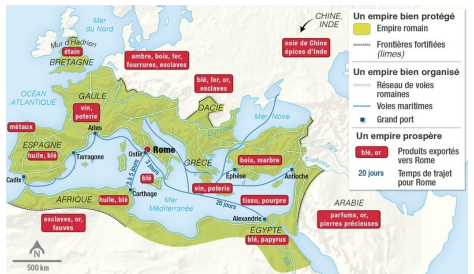 Mer
du Nord
CHINE,
INDE
Mur d'Hadrien
étain
BRETAGNE
ambre, bois, fer,
fourrures, esclaves
soie de Chine
épices d'Inde
OCÉAN
ATLANTIQUE
GAULE
vin,
poterie
blé, fer, or,
esclaves
DACIE
Mer Noire
métaux
Arles
ESPAGNE
huile, blé
Tarragone
Ostie
Rome
GRÈCE
bois, marbre
Éphèse
Antioche
Cadix
blé
3 à 5 jours
jours
vin, poterie
Carthage
AFRIQUE
huile, blé
Mer
Méditerranée
tissu, pourpre
20 jours
Alexandrie
ARABIE
esclaves, or,
fauves
ÉGYPTE
blé, papyrus
parfums, or,
pierres précieuses
N
500 km
Un empire bien protégé
Empire romain
Frontières fortifiées
(limes)
Un empire bien organisé
Réseau de voies
romaines
Voies maritimes
Grand port
Un empire prospère
blé, or
Produits exportés
vers Rome
20 jours
Temps de trajet
pour Rome